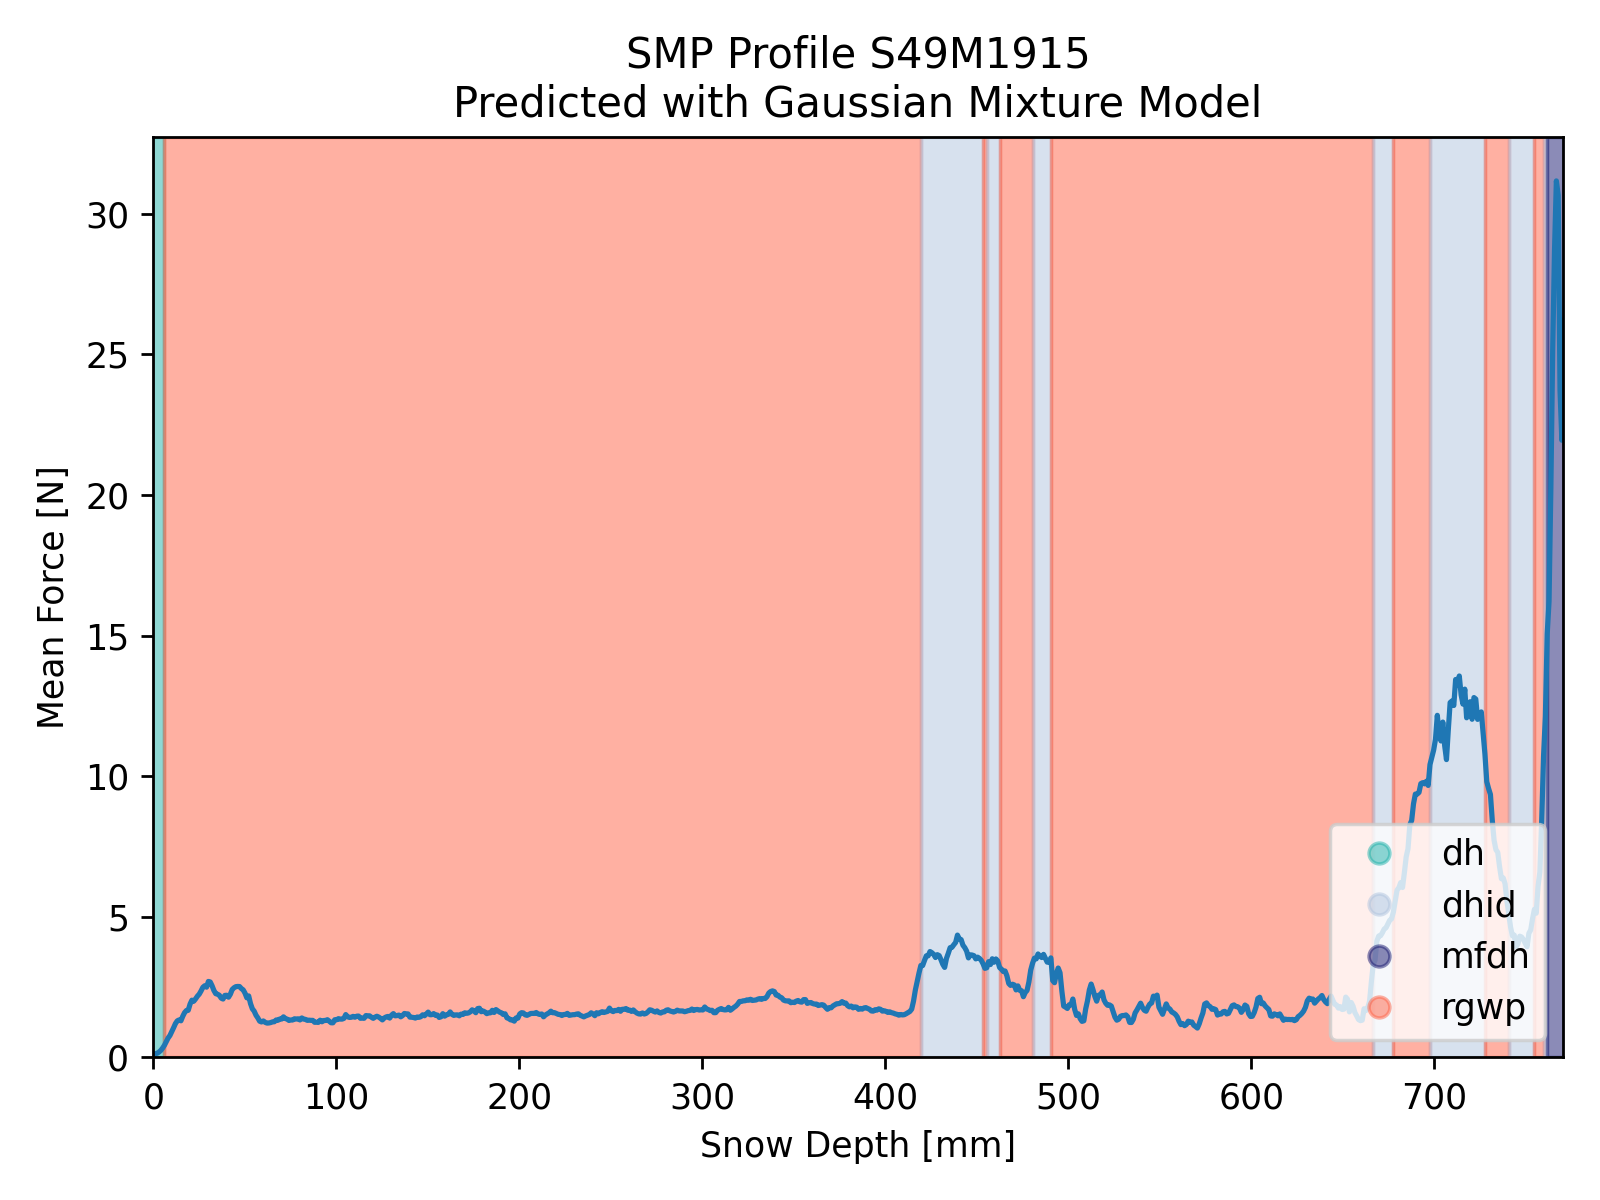 SMP Profile S49M1915
Predicted with Gaussian Mixture Model
Mean Force [N]
30
25
20
15
10
5
0
dh
dhid
mfdh
rgwp
0 100 200 300 400 500 600 700
Snow Depth [mm]